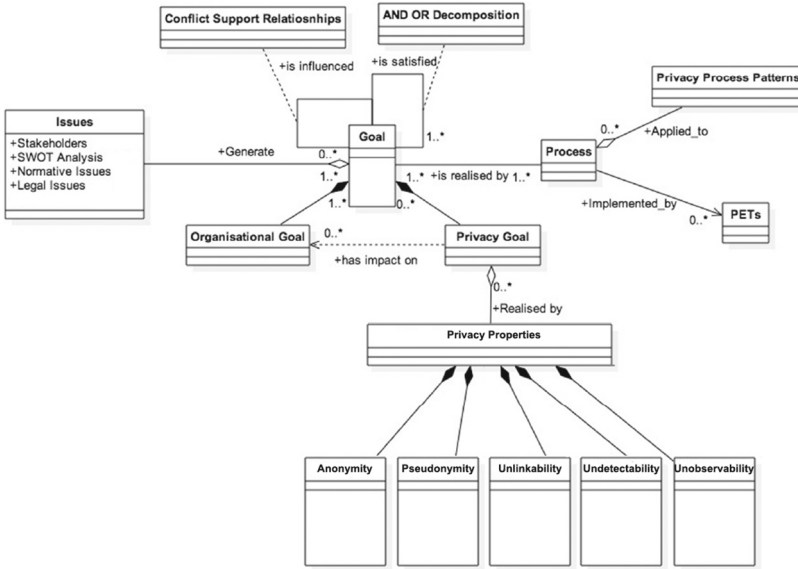 Conflict Support Relatiosnhips
AND OR Decomposition
+is influenced
+is satisfied
Privacy Process Patterns
Issues
+Stakeholders
+SWOT Analysis
+Normative Issues
+Legal Issues
+Generate
0..*
Goal
1..*
0..*
+Applied_to
Process
1..*
1..*
+is realised by
1..*
1..*
0..*
+Implemented_by
0..*
PETs
Organisational Goal
0..*
+has impact on
Privacy Goal
0..*
+Realised by
Privacy Properties
Anonymity
Pseudonymity
Unlinkability
Undetectability
Unobservability